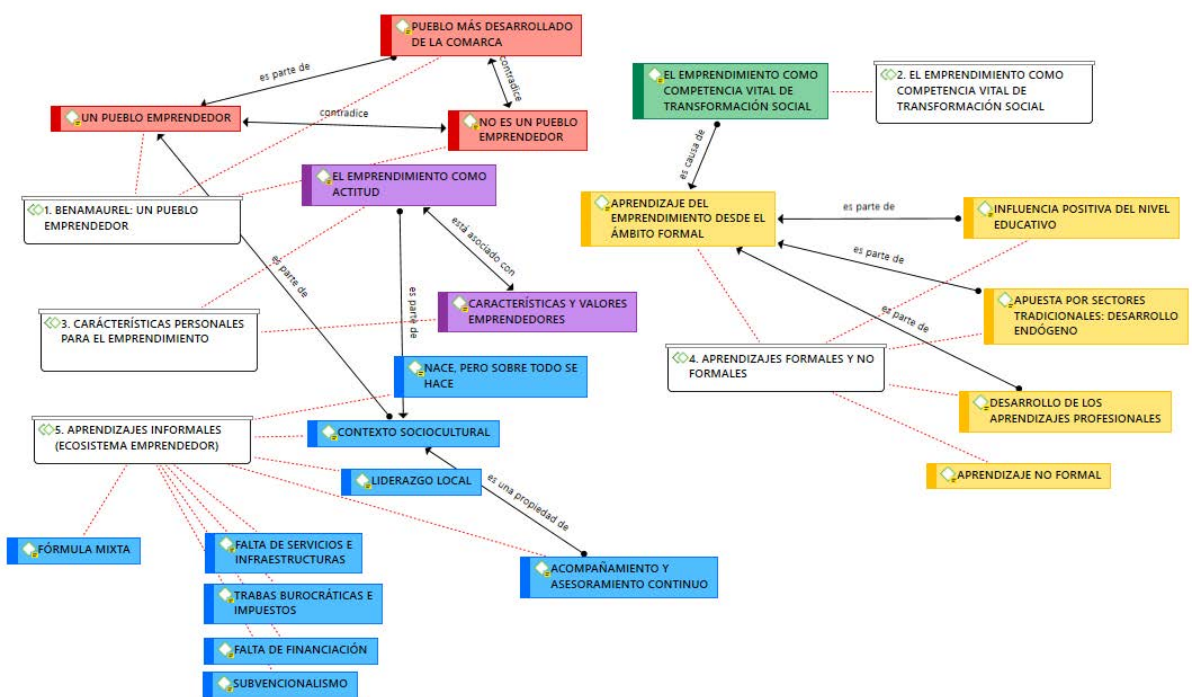 PUEBLO MÁS DESARROLLADO
DE LA COMARCA
es parte de
contradice
UN PUEBLO EMPRENDEDOR
contradice
NO ES UN PUEBLO
EMPRENDEDOR
EL EMPRENDIMIENTO COMO
ACTITUD
1. BENAMAUREL: UN PUEBLO
EMPRENDEDOR
es parte de
está asociado con
es parte de
CARACTERÍSTICAS Y VALORES
EMPRENDEDORES
3. CARÁCTERÍSTICAS PERSONALES
PARA EL EMPRENDIMIENTO
NACE, PERO SOBRE TODO SE
HACE
5. APRENDIZAJES INFORMALES
(ECOSISTEMA EMPRENDEDOR)
CONTEXTO SOCIOCULTURAL
LIDERAZGO LOCAL
es una propiedad de
FÓRMULA MIXTA
FALTA DE SERVICIOS E
INFRAESTRUCTURAS
ACOMPAÑAMIENTO Y
ASESORAMIENTO CONTINUO
TRABAS BUROCRÁTICAS E
IMPUESTOS
FALTA DE FINANCIACIÓN
SUBVENCIONALISMO
EL EMPRENDIMIENTO COMO
COMPETENCIA VITAL DE
TRANSFORMACIÓN SOCIAL
2. EL EMPRENDIMIENTO COMO
COMPETENCIA VITAL DE
TRANSFORMACIÓN SOCIAL
es causa de
APRENDIZAJE DEL
EMPRENDIMIENTO DESDE EL
ÁMBITO FORMAL
es parte de
INFLUENCIA POSITIVA DEL NIVEL
EDUCATIVO
es parte de
APUESTA POR SECTORES
TRADICIONALES: DESARROLLO
ENDÓGENO
es parte de
4. APRENDIZAJES FORMALES Y NO
FORMALES
DESARROLLO DE LOS
APRENDIZAJES PROFESIONALES
APRENDIZAJE NO FORMAL